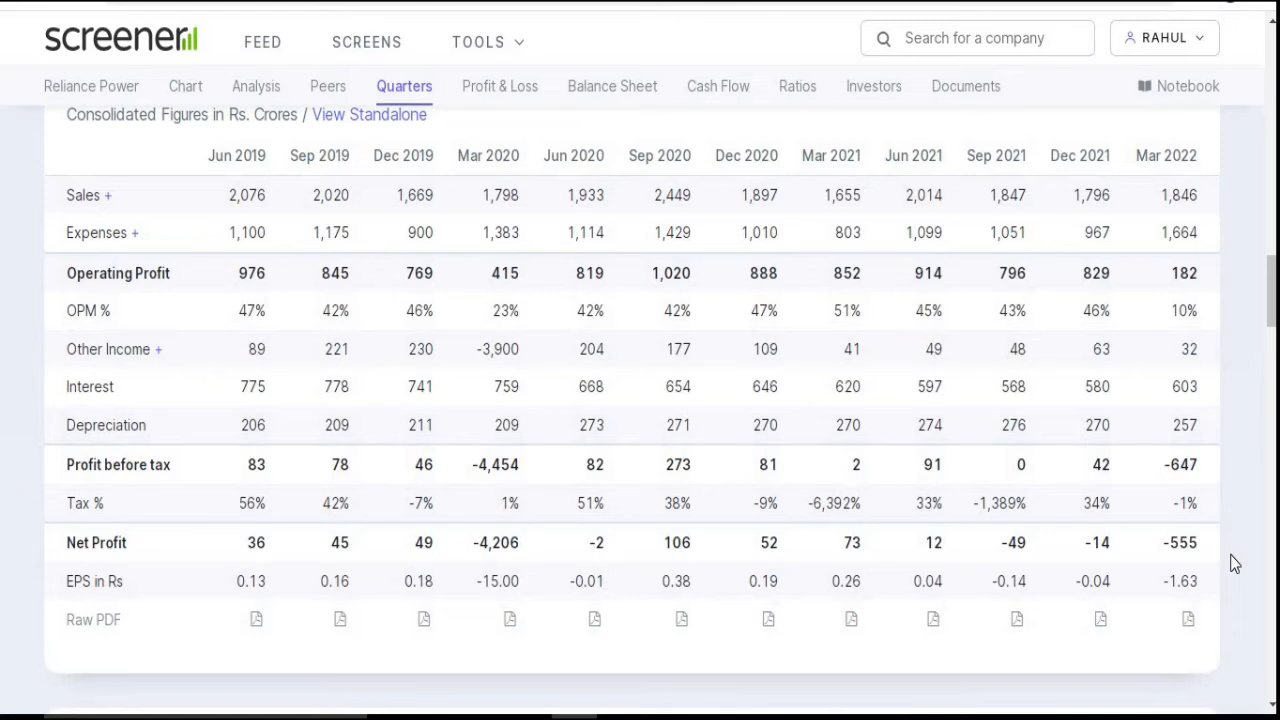 screener FEED SCREENS TOOLS Search for a company RAHUL
Reliance Power Chart Analysis Peers Quarters Profit & Loss Balance Sheet Cash Flow Ratios Investors Documents Notebook
Consolidated Figures in Rs. Crores / View Standalone
Jun 2019 Sep 2019 Dec 2019 Mar 2020 Jun 2020 Sep 2020 Dec 2020 Mar 2021 Jun 2021 Sep 2021 Dec 2021 Mar 2022
Sales + 2,076 2,020 1,669 1,798 1,933 2,449 1,897 1,655 2,014 1,847 1,796 1,846
Expenses + 1,100 1,175 900 1,383 1,114 1,429 1,010 803 1,099 1,051 967 1,664
Operating Profit 976 845 769 415 819 1,020 888 852 914 796 829 182
OPM % 47% 42% 46% 23% 42% 42% 47% 51% 45% 43% 46% 10%
Other Income + 89 221 230 -3,900 204 177 109 41 49 48 63 32
Interest 775 778 741 759 668 654 646 620 597 568 580 603
Depreciation 206 209 211 209 273 271 270 270 274 276 270 257
Profit before tax 83 78 46 -4,454 82 273 81 2 91 0 42 -647
Tax % 56% 42% -7% 1% 51% 38% -9% -6,392% 33% -1,389% 34% -1%
Net Profit 36 45 49 -4,206 -2 106 52 73 12 -49 -14 -555
EPS in Rs 0.13 0.16 0.18 -15.00 -0.01 0.38 0.19 0.26 0.04 -0.14 -0.04 -1.63
Raw PDF